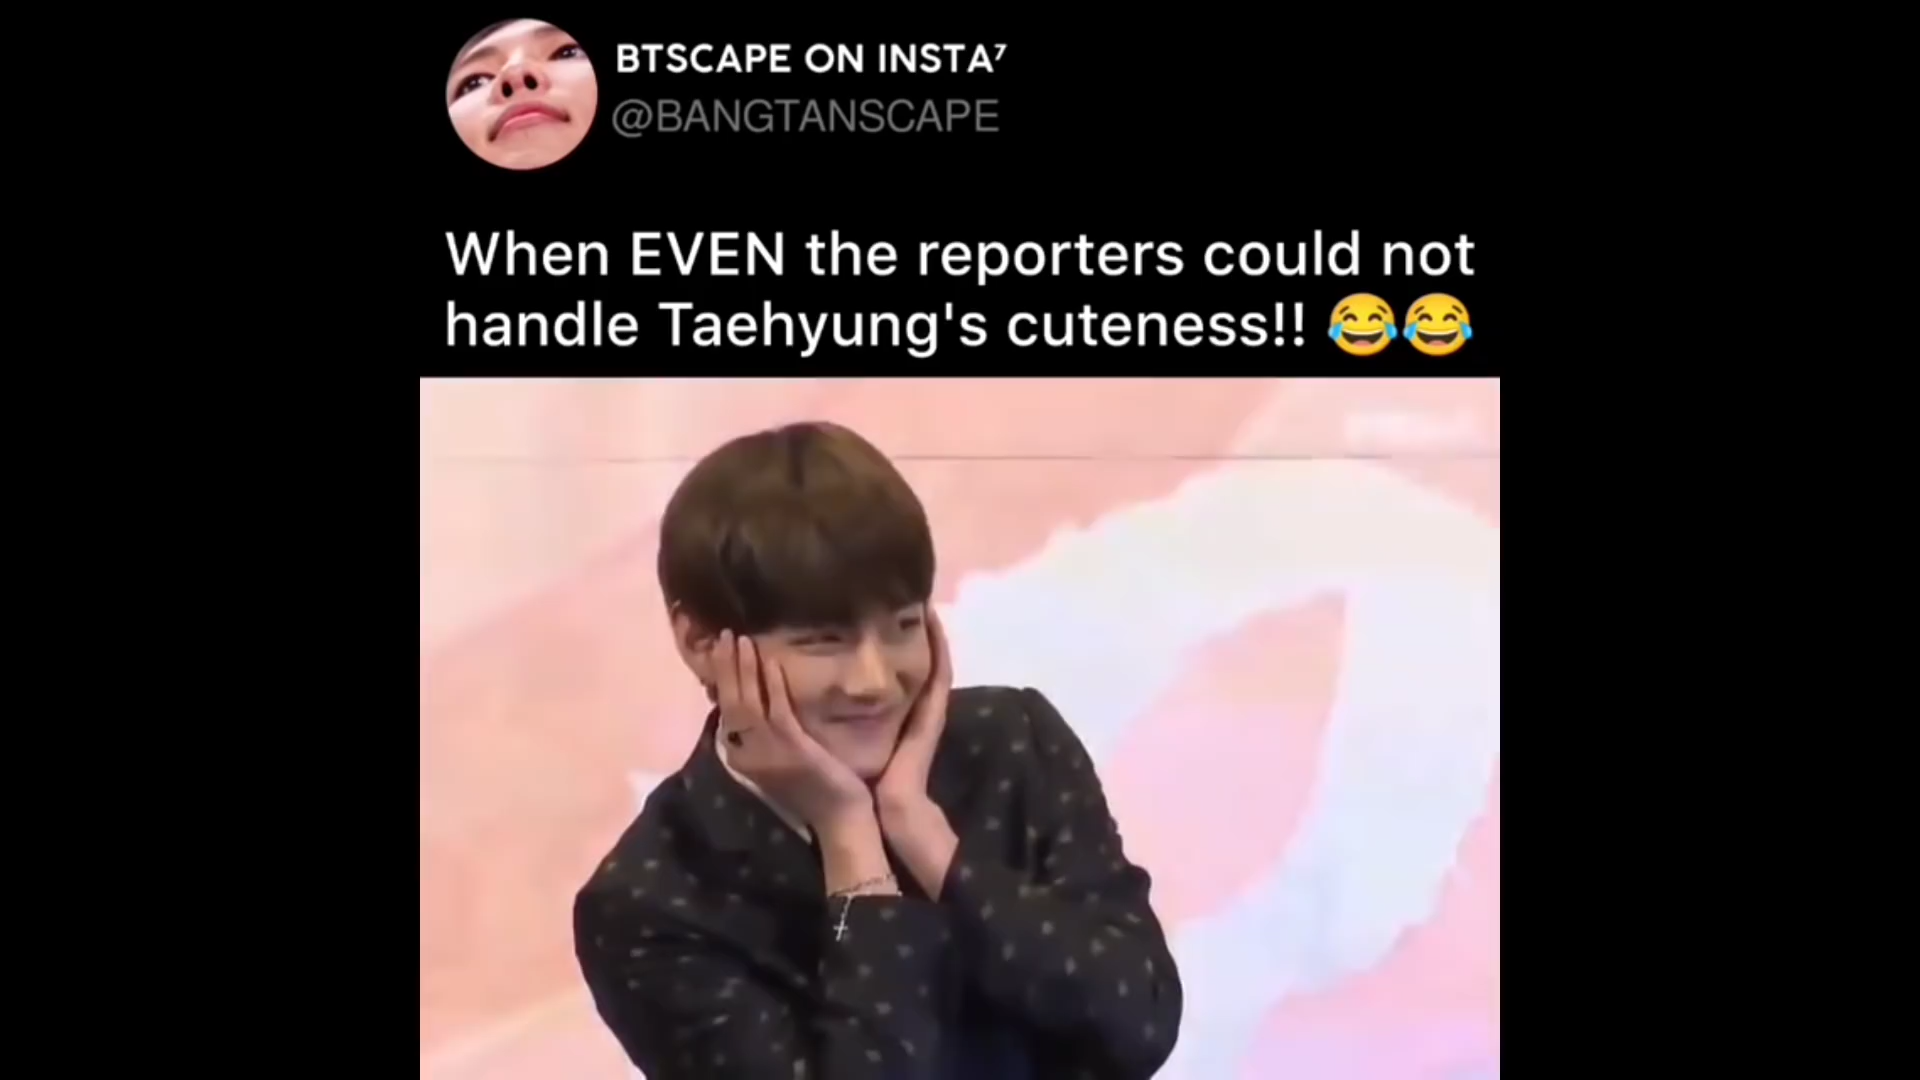 BTSCAPE ON INSTA⁷
@BANGTANSCAPE
When EVEN the reporters could not
handle Taehyung's cuteness!! 😂😂